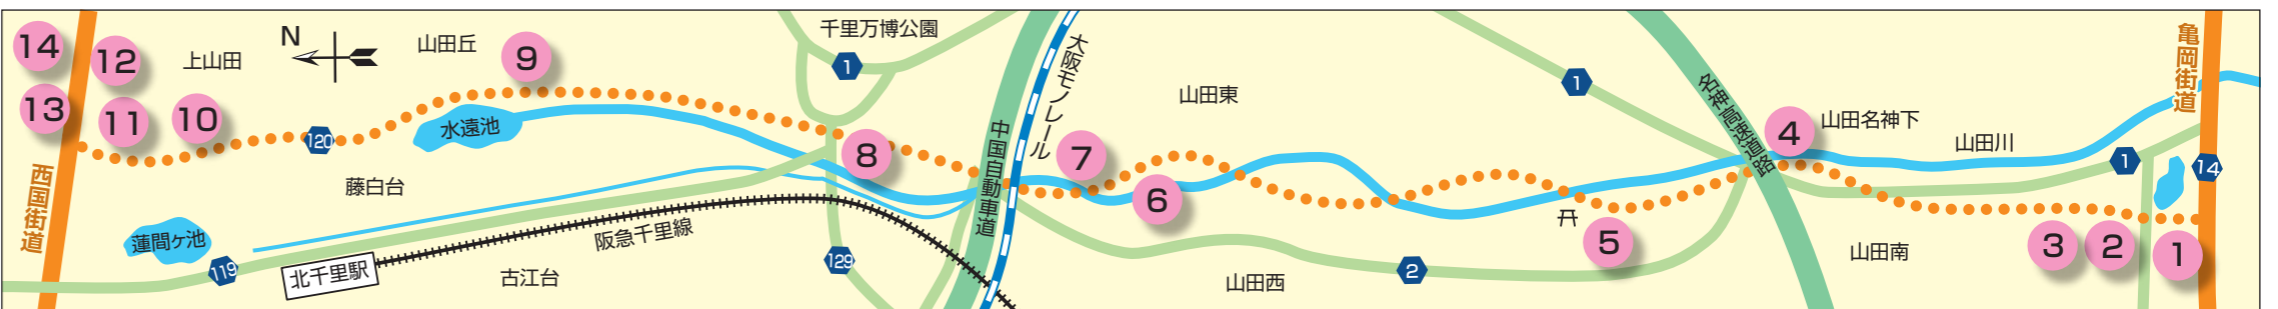 14
13
12
11
10
西国街道
上山田
N
山田丘
9
120
水遠池
藤白台
蓮間ヶ池
119
北千里駅
阪急千里線
古江台
千里万博公園
1
8
129
中国自動車道
大阪モノレール
7
6
山田東
山田西
2
5
1
名神高速道路
4
山田名神下
山田川
山田南
3
2
1
1
14
亀岡街道